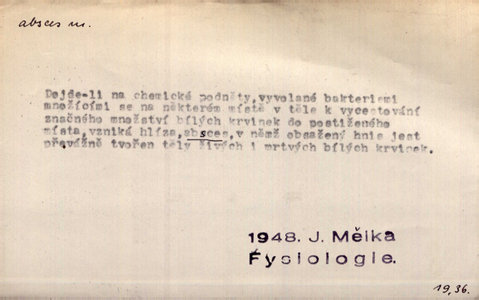 absces m.
Dojde-li na chemické podněty, vyvolané bakteriemi
množícími se na některém místě v těle k vycestování
značného množství bílých krvinek do postiženého
místa, vzniká hlíza, absces, v němž obsažený hnis jest
převážně tvořen těly živých i mrtvých bílých krvinek.
1948. J. Mělka
Fysiologie.
19,36.